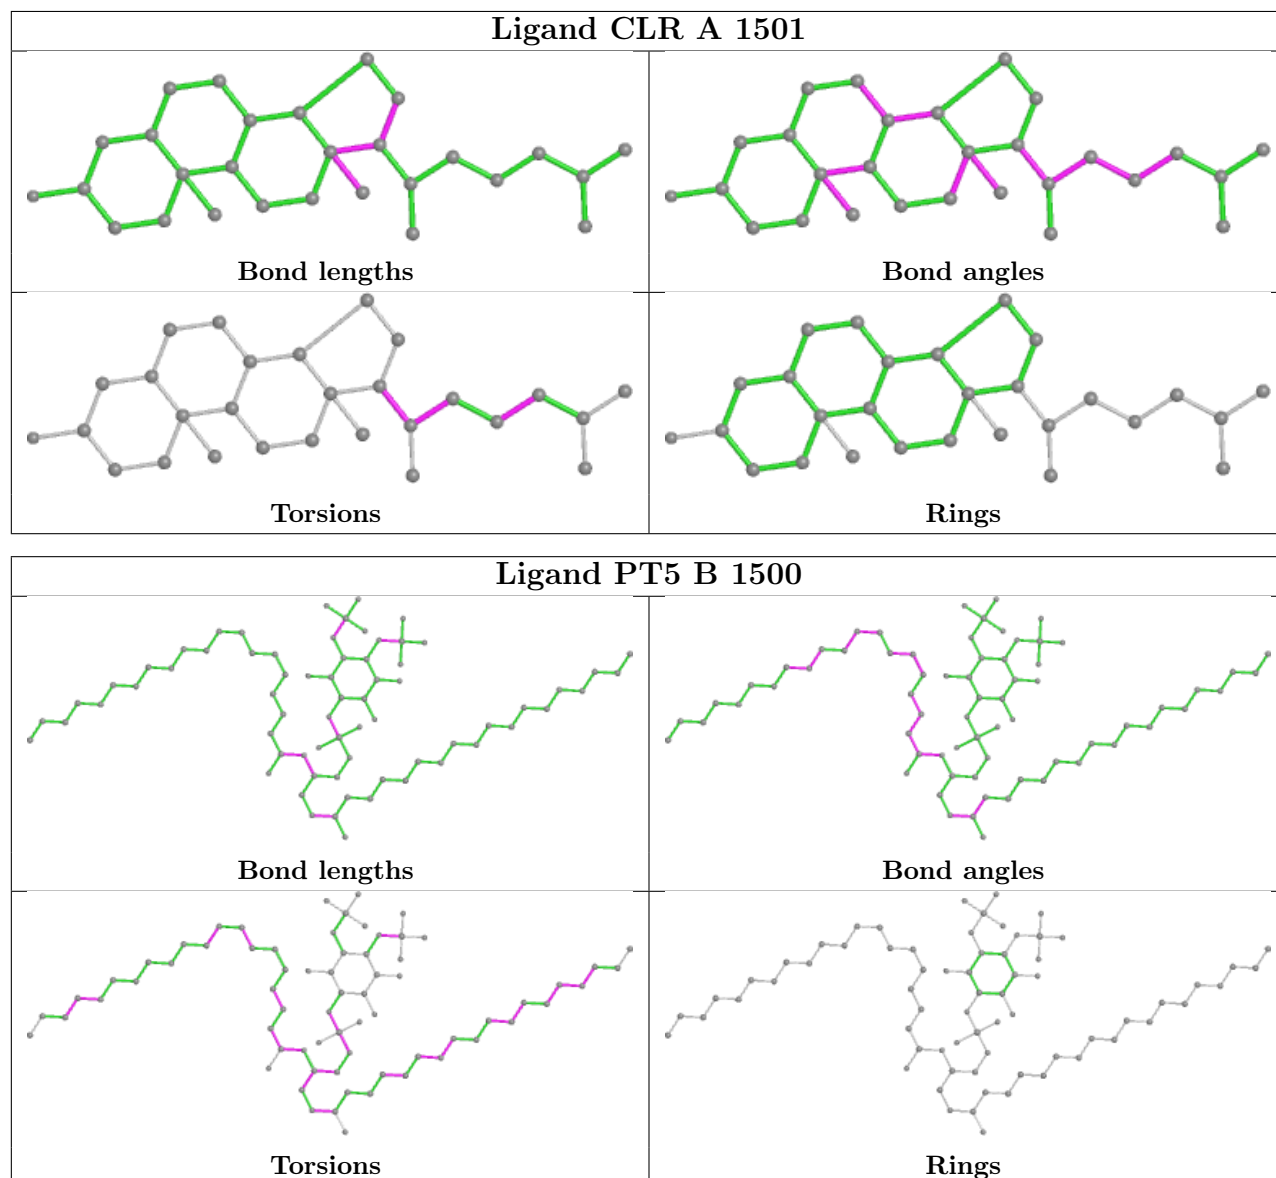 Ligand CLR A 1501
Bond lengths
Bond angles
Torsions
Rings
Ligand PT5 B 1500
Bond lengths
Bond angles
Torsions
Rings